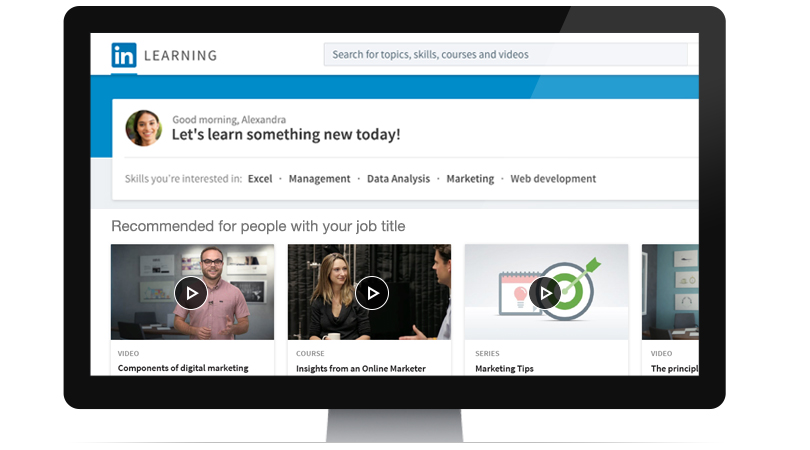 in LEARNING
Search for topics, skills, courses and videos
Good morning, Alexandra
Let's learn something new today!
Skills you're interested in: Excel · Management · Data Analysis · Marketing · Web development
Recommended for people with your job title
VIDEO
Components of digital marketing
COURSE
Insights from an Online Marketer
SERIES
Marketing Tips
VIDEO
The princip